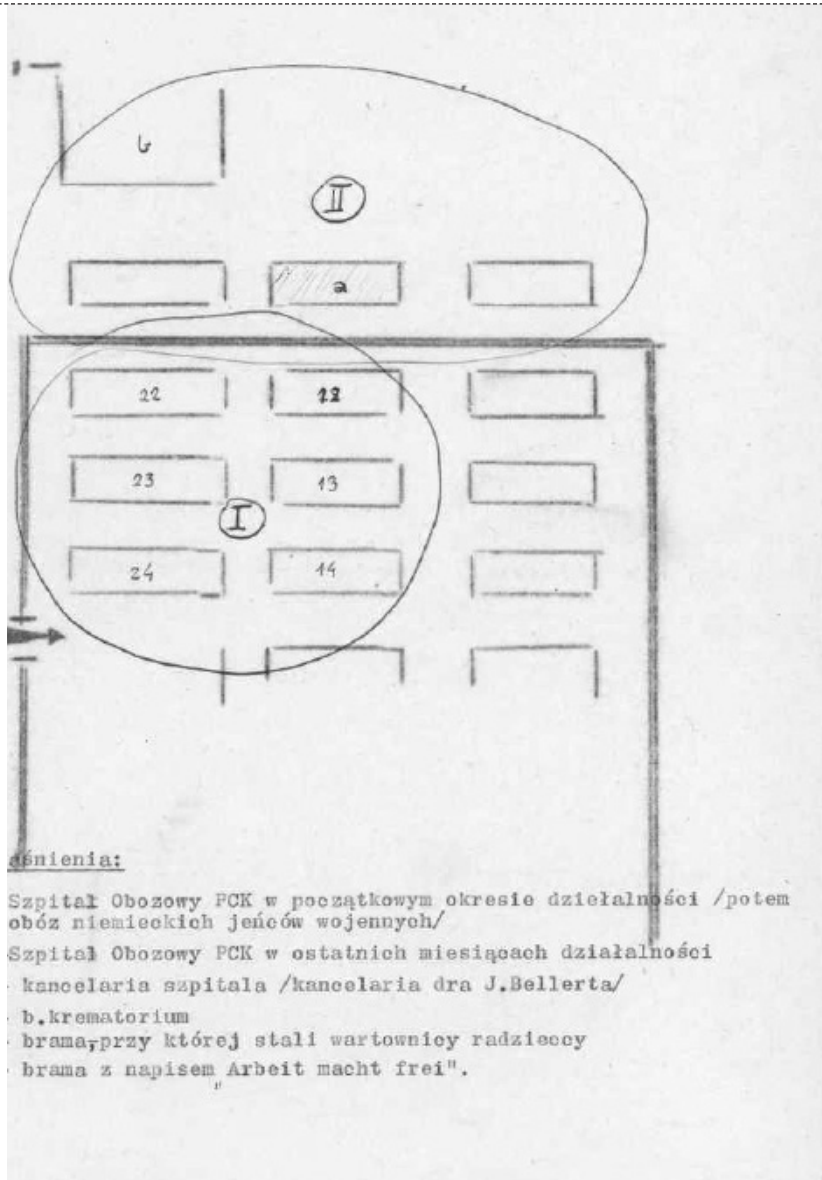 b
II
a
22 12
23 13
I
24 14
aśnienia:
Szpital Obozowy PCK w początkowym okresie działalności /potem
obóz niemieckich jeńców wojennych/
Szpital Obozowy PCK w ostatnich miesiącach działalności
- kancelaria szpitala /kancelaria dra J.Bellerta/
- b.krematorium
- brama,przy której stali wartownicy radzieccy
- brama z napisem „Arbeit macht frei".